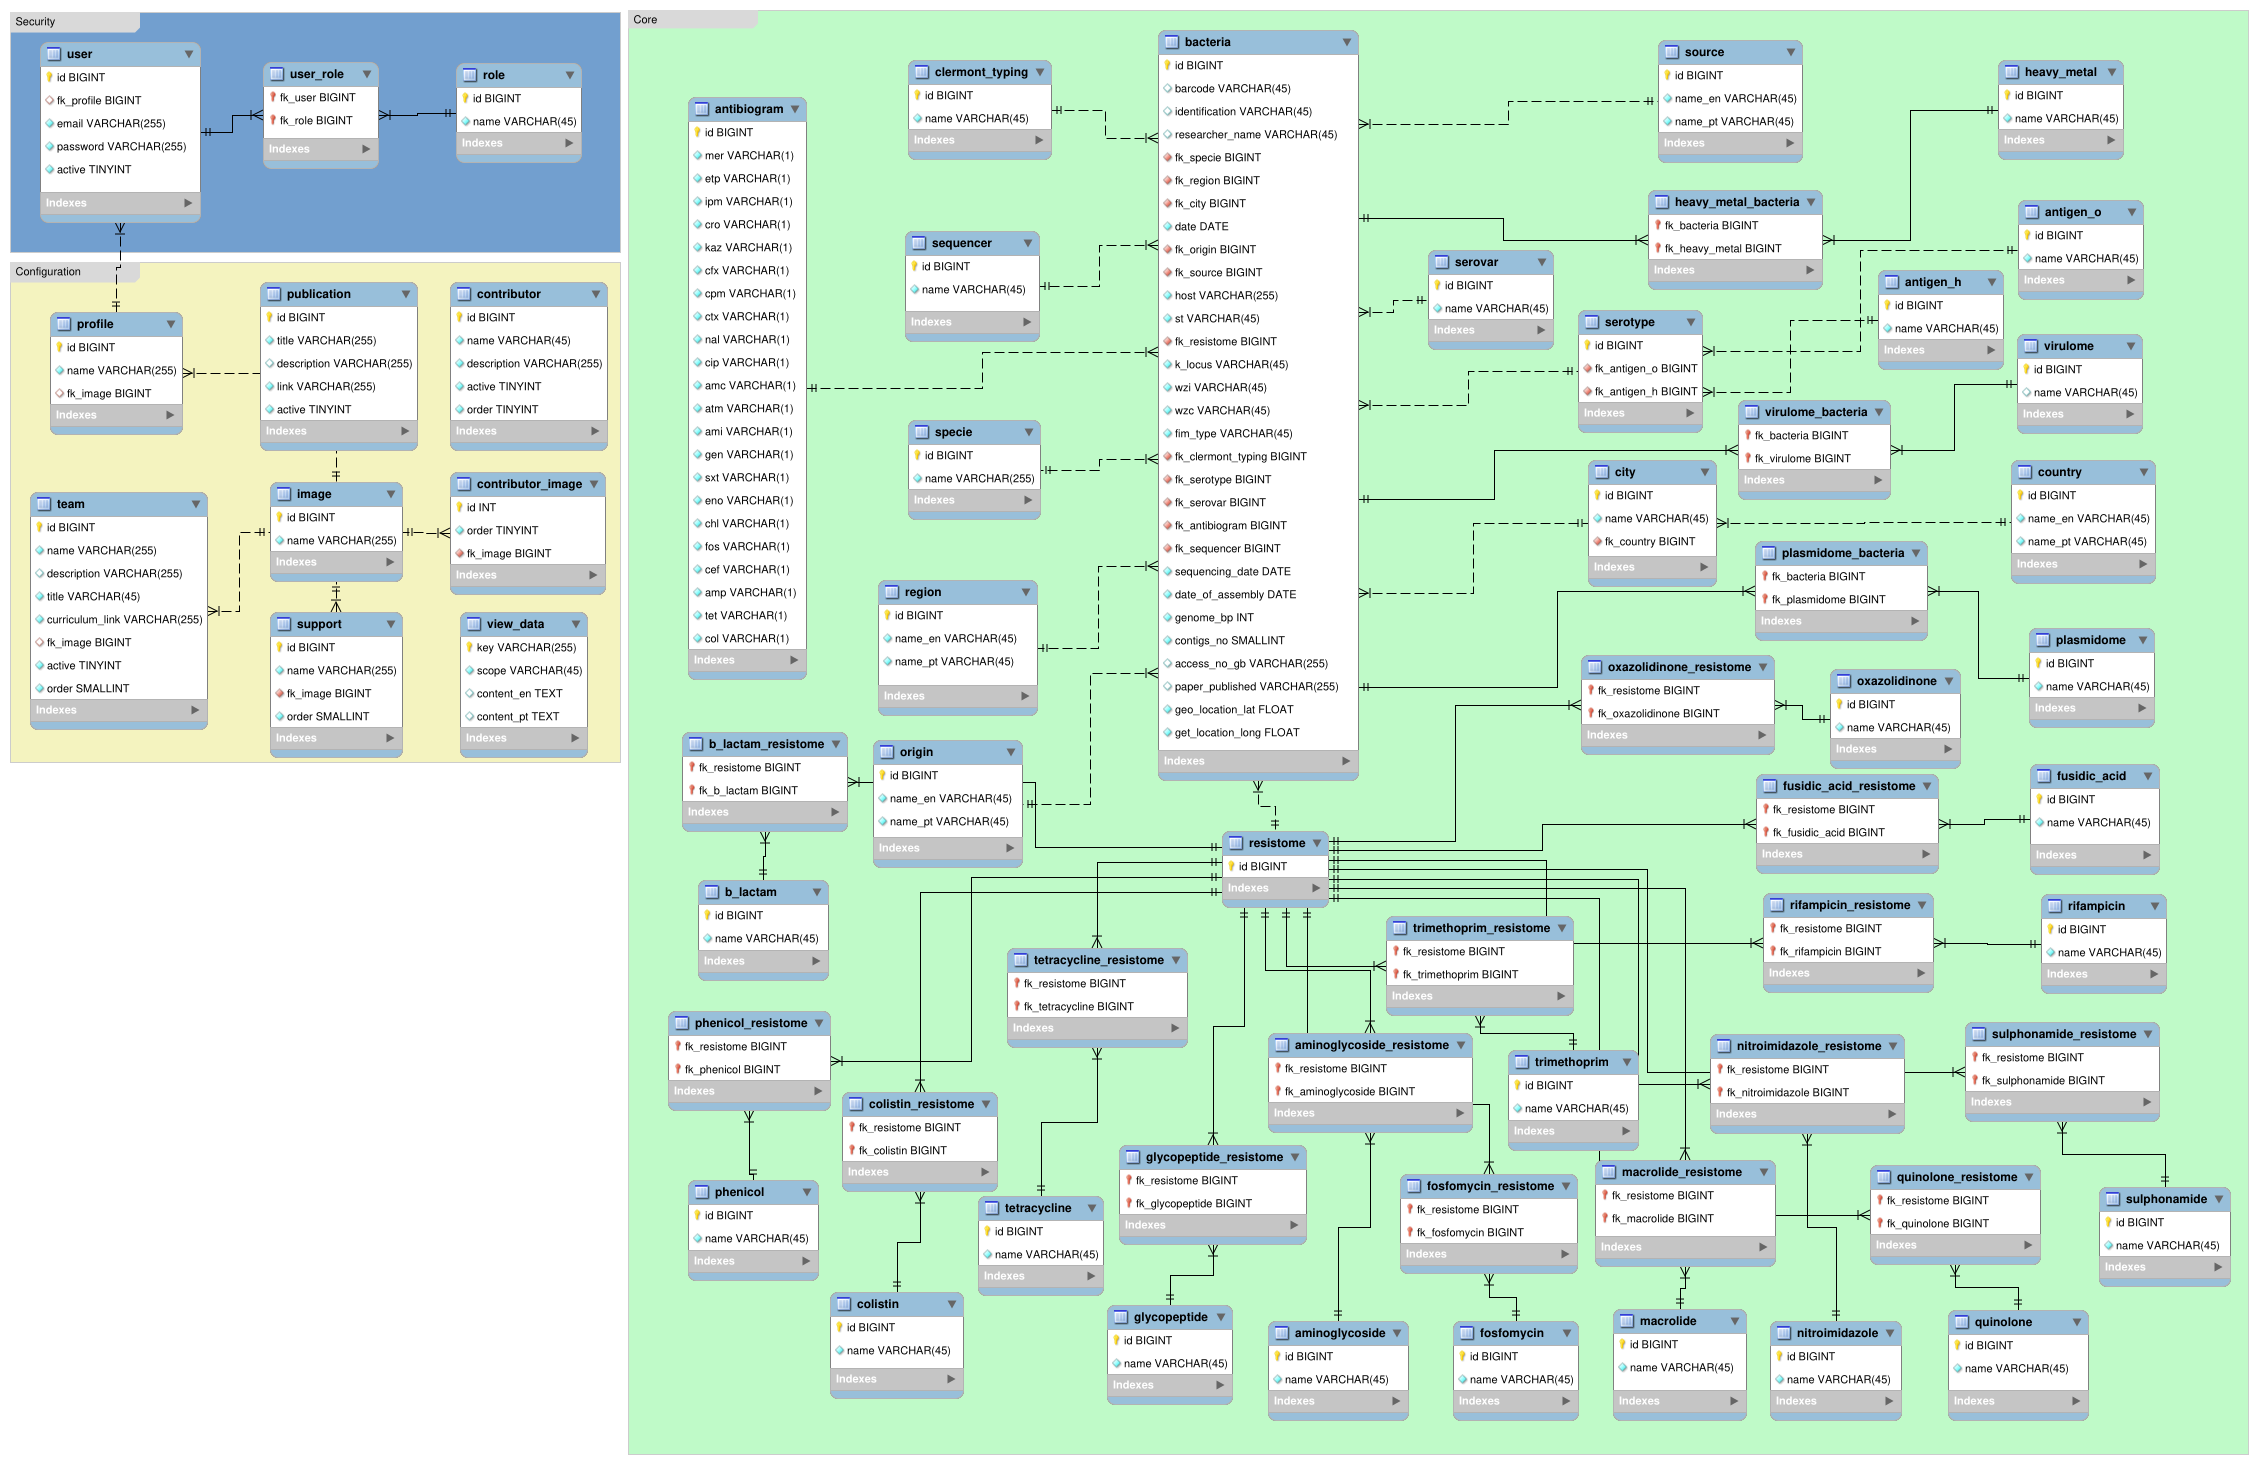 Security
user
id BIGINT
fk_profile BIGINT
email VARCHAR(255)
password VARCHAR(255)
active TINYINT
Indexes
user_role
fk_user BIGINT
fk_role BIGINT
Indexes
role
id BIGINT
name VARCHAR(45)
Indexes
Configuration
profile
id BIGINT
name VARCHAR(255)
fk_image BIGINT
Indexes
publication
id BIGINT
title VARCHAR(255)
description VARCHAR(255)
link VARCHAR(255)
active TINYINT
Indexes
contributor
id BIGINT
name VARCHAR(45)
description VARCHAR(255)
active TINYINT
order TINYINT
Indexes
team
id BIGINT
name VARCHAR(255)
description VARCHAR(255)
title VARCHAR(45)
curriculum_link VARCHAR(255)
fk_image BIGINT
active TINYINT
order SMALLINT
Indexes
image
id BIGINT
name VARCHAR(255)
Indexes
contributor_image
id INT
order TINYINT
fk_image BIGINT
Indexes
support
id BIGINT
name VARCHAR(255)
fk_image BIGINT
order SMALLINT
Indexes
view_data
key VARCHAR(255)
scope VARCHAR(45)
content_en TEXT
content_pt TEXT
Indexes
Core
antibiogram
id BIGINT
mer VARCHAR(1)
etp VARCHAR(1)
ipm VARCHAR(1)
cro VARCHAR(1)
kaz VARCHAR(1)
cfx VARCHAR(1)
cpm VARCHAR(1)
ctx VARCHAR(1)
nal VARCHAR(1)
cip VARCHAR(1)
amc VARCHAR(1)
atm VARCHAR(1)
ami VARCHAR(1)
gen VARCHAR(1)
sxt VARCHAR(1)
eno VARCHAR(1)
chl VARCHAR(1)
fos VARCHAR(1)
cef VARCHAR(1)
amp VARCHAR(1)
tet VARCHAR(1)
col VARCHAR(1)
Indexes
clermont_typing
id BIGINT
name VARCHAR(45)
Indexes
sequencer
id BIGINT
name VARCHAR(45)
Indexes
specie
id BIGINT
name VARCHAR(255)
Indexes
region
id BIGINT
name_en VARCHAR(45)
name_pt VARCHAR(45)
Indexes
origin
id BIGINT
name_en VARCHAR(45)
name_pt VARCHAR(45)
Indexes
bacteria
id BIGINT
barcode VARCHAR(45)
identification VARCHAR(45)
researcher_name VARCHAR(45)
fk_specie BIGINT
fk_region BIGINT
fk_city BIGINT
date DATE
fk_origin BIGINT
fk_source BIGINT
host VARCHAR(255)
st VARCHAR(45)
fk_resistome BIGINT
k_locus VARCHAR(45)
wzi VARCHAR(45)
wzc VARCHAR(45)
fim_type VARCHAR(45)
fk_clermont_typing BIGINT
fk_serotype BIGINT
fk_serovar BIGINT
fk_antibiogram BIGINT
fk_sequencer BIGINT
sequencing_date DATE
date_of_assembly DATE
genome_bp INT
contigs_no SMALLINT
access_no_gb VARCHAR(255)
paper_published VARCHAR(255)
geo_location_lat FLOAT
get_location_long FLOAT
Indexes
source
id BIGINT
name_en VARCHAR(45)
name_pt VARCHAR(45)
Indexes
heavy_metal
id BIGINT
name VARCHAR(45)
Indexes
heavy_metal_bacteria
fk_bacteria BIGINT
fk_heavy_metal BIGINT
Indexes
antigen_o
id BIGINT
name VARCHAR(45)
Indexes
serovar
id BIGINT
name VARCHAR(45)
Indexes
antigen_h
id BIGINT
name VARCHAR(45)
Indexes
serotype
id BIGINT
fk_antigen_o BIGINT
fk_antigen_h BIGINT
Indexes
virulome
id BIGINT
name VARCHAR(45)
Indexes
virulome_bacteria
fk_bacteria BIGINT
fk_virulome BIGINT
Indexes
city
id BIGINT
name VARCHAR(45)
fk_country BIGINT
Indexes
country
id BIGINT
name_en VARCHAR(45)
name_pt VARCHAR(45)
Indexes
plasmidome_bacteria
fk_bacteria BIGINT
fk_plasmidome BIGINT
Indexes
plasmidome
id BIGINT
name VARCHAR(45)
Indexes
oxazolidinone_resistome
fk_resistome BIGINT
fk_oxazolidinone BIGINT
Indexes
oxazolidinone
id BIGINT
name VARCHAR(45)
Indexes
fusidic_acid_resistome
fk_resistome BIGINT
fk_fusidic_acid BIGINT
Indexes
fusidic_acid
id BIGINT
name VARCHAR(45)
Indexes
b_lactam_resistome
fk_resistome BIGINT
fk_b_lactam BIGINT
Indexes
b_lactam
id BIGINT
name VARCHAR(45)
Indexes
resistome
id BIGINT
Indexes
rifampicin_resistome
fk_resistome BIGINT
fk_rifampicin BIGINT
Indexes
rifampicin
id BIGINT
name VARCHAR(45)
Indexes
trimethoprim_resistome
fk_resistome BIGINT
fk_trimethoprim BIGINT
Indexes
tetracycline_resistome
fk_resistome BIGINT
fk_tetracycline BIGINT
Indexes
phenicol_resistome
fk_resistome BIGINT
fk_phenicol BIGINT
Indexes
aminoglycoside_resistome
fk_resistome BIGINT
fk_aminoglycoside BIGINT
Indexes
trimethoprim
id BIGINT
name VARCHAR(45)
Indexes
nitroimidazole_resistome
fk_resistome BIGINT
fk_nitroimidazole BIGINT
Indexes
sulphonamide_resistome
fk_resistome BIGINT
fk_sulphonamide BIGINT
Indexes
colistin_resistome
fk_resistome BIGINT
fk_colistin BIGINT
Indexes
glycopeptide_resistome
fk_resistome BIGINT
fk_glycopeptide BIGINT
Indexes
fosfomycin_resistome
fk_resistome BIGINT
fk_fosfomycin BIGINT
Indexes
macrolide_resistome
fk_resistome BIGINT
fk_macrolide BIGINT
Indexes
quinolone_resistome
fk_resistome BIGINT
fk_quinolone BIGINT
Indexes
phenicol
id BIGINT
name VARCHAR(45)
Indexes
tetracycline
id BIGINT
name VARCHAR(45)
Indexes
sulphonamide
id BIGINT
name VARCHAR(45)
Indexes
colistin
id BIGINT
name VARCHAR(45)
Indexes
glycopeptide
id BIGINT
name VARCHAR(45)
Indexes
aminoglycoside
id BIGINT
name VARCHAR(45)
Indexes
fosfomycin
id BIGINT
name VARCHAR(45)
Indexes
macrolide
id BIGINT
name VARCHAR(45)
Indexes
nitroimidazole
id BIGINT
name VARCHAR(45)
Indexes
quinolone
id BIGINT
name VARCHAR(45)
Indexes